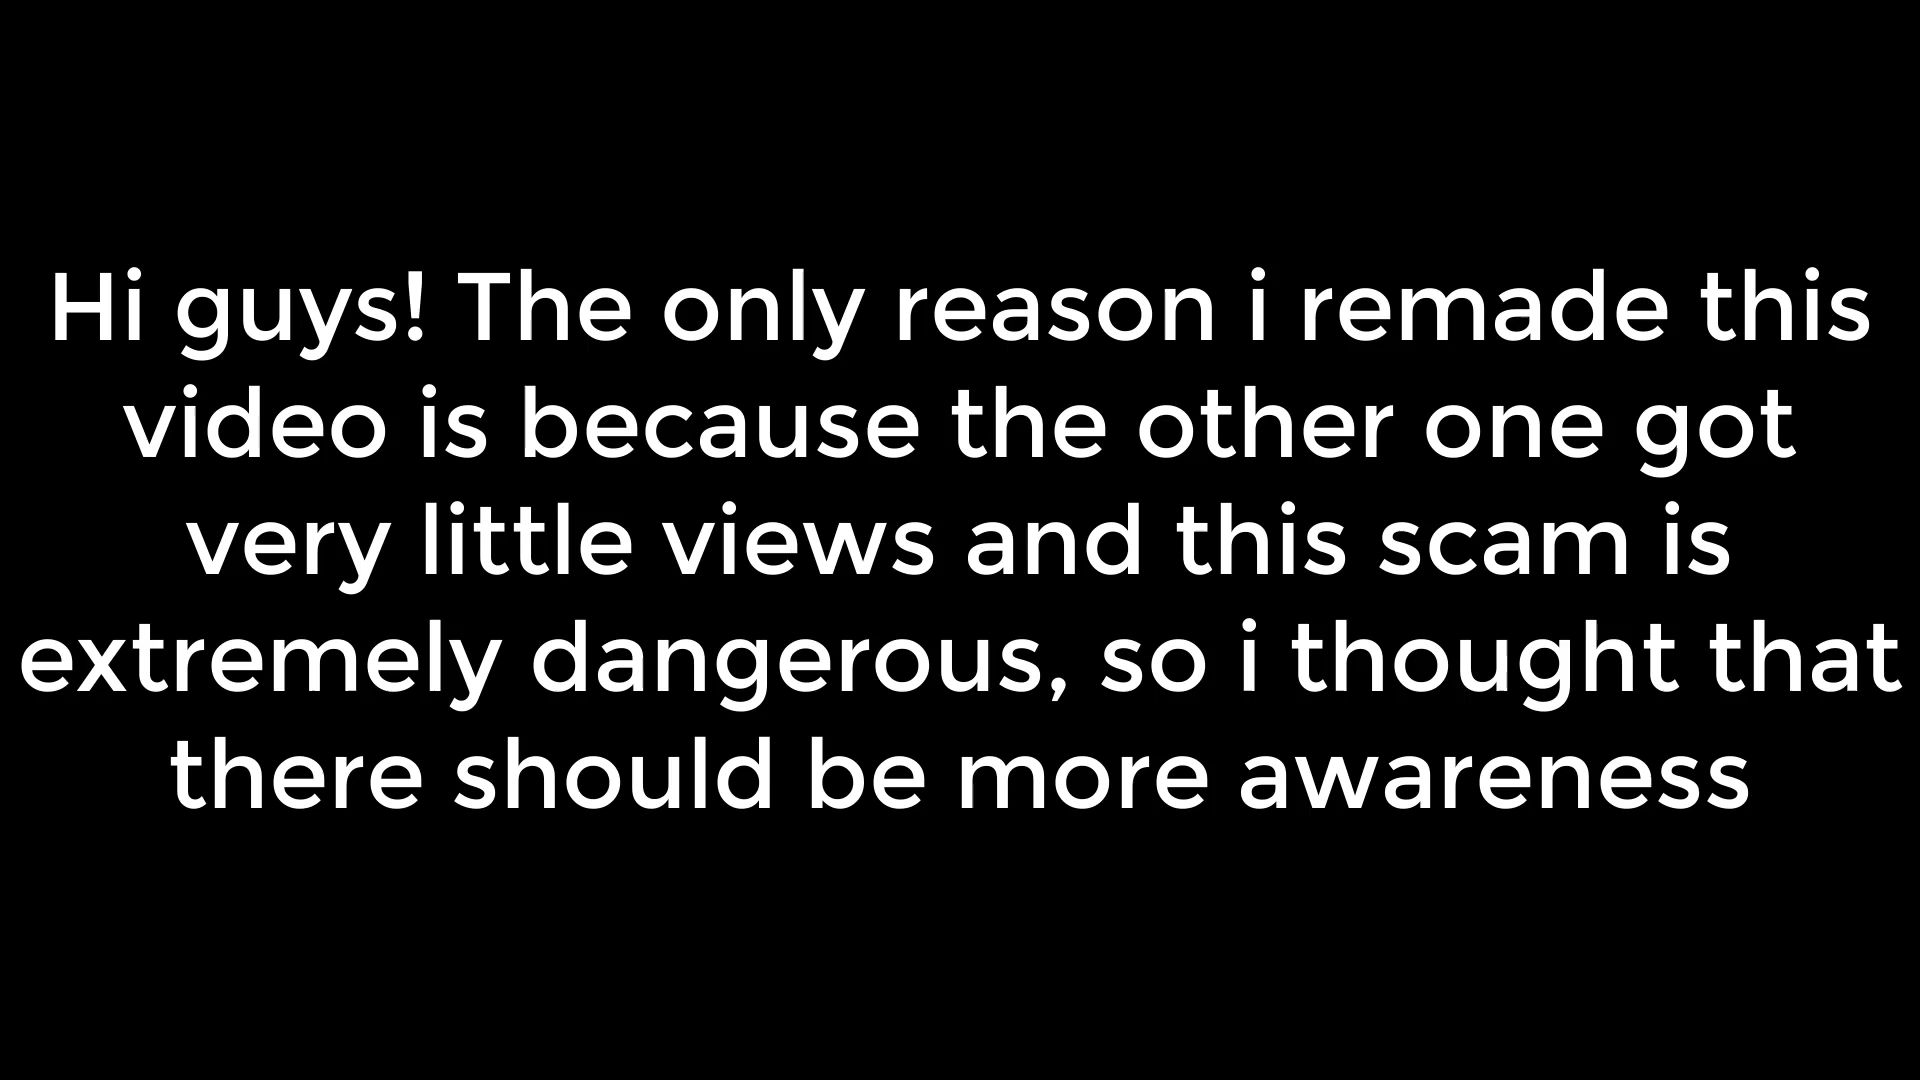 Hi guys! The only reason i remade this
video is because the other one got
very little views and this scam is
extremely dangerous, so i thought that
there should be more awareness